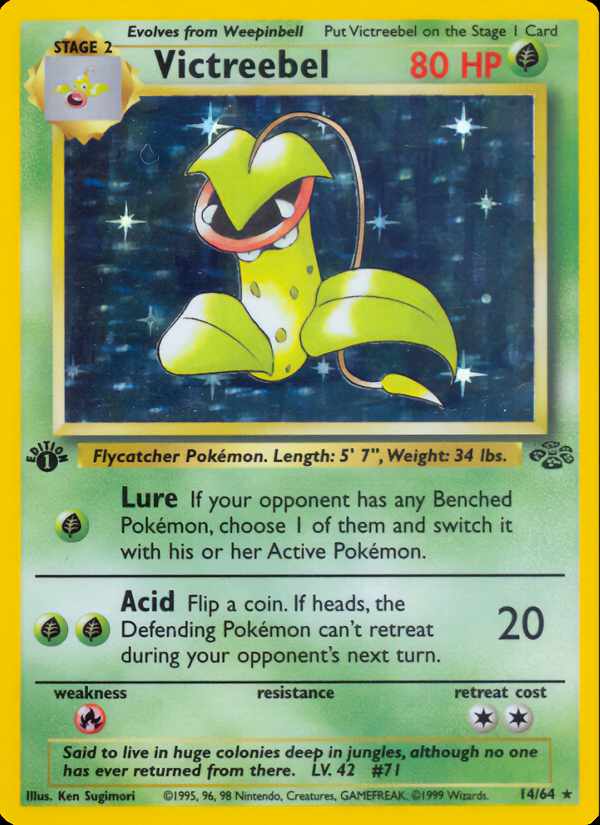 Evolves from Weepinbell Put Victreebel on the Stage 1 Card
STAGE 2
Victreebel 80 HP
EDITION
1
Flycatcher Pokémon. Length: 5' 7", Weight: 34 lbs.
Lure If your opponent has any Benched
Pokémon, choose 1 of them and switch it
with his or her Active Pokémon.
Acid Flip a coin. If heads, the
Defending Pokémon can't retreat
during your opponent's next turn.
20
weakness resistance retreat cost
Said to live in huge colonies deep in jungles, although no one
has ever returned from there. LV. 42 #71
Illus. Ken Sugimori ©1995, 96, 98 Nintendo, Creatures, GAMEFREAK. ©1999 Wizards. 14/64 ★